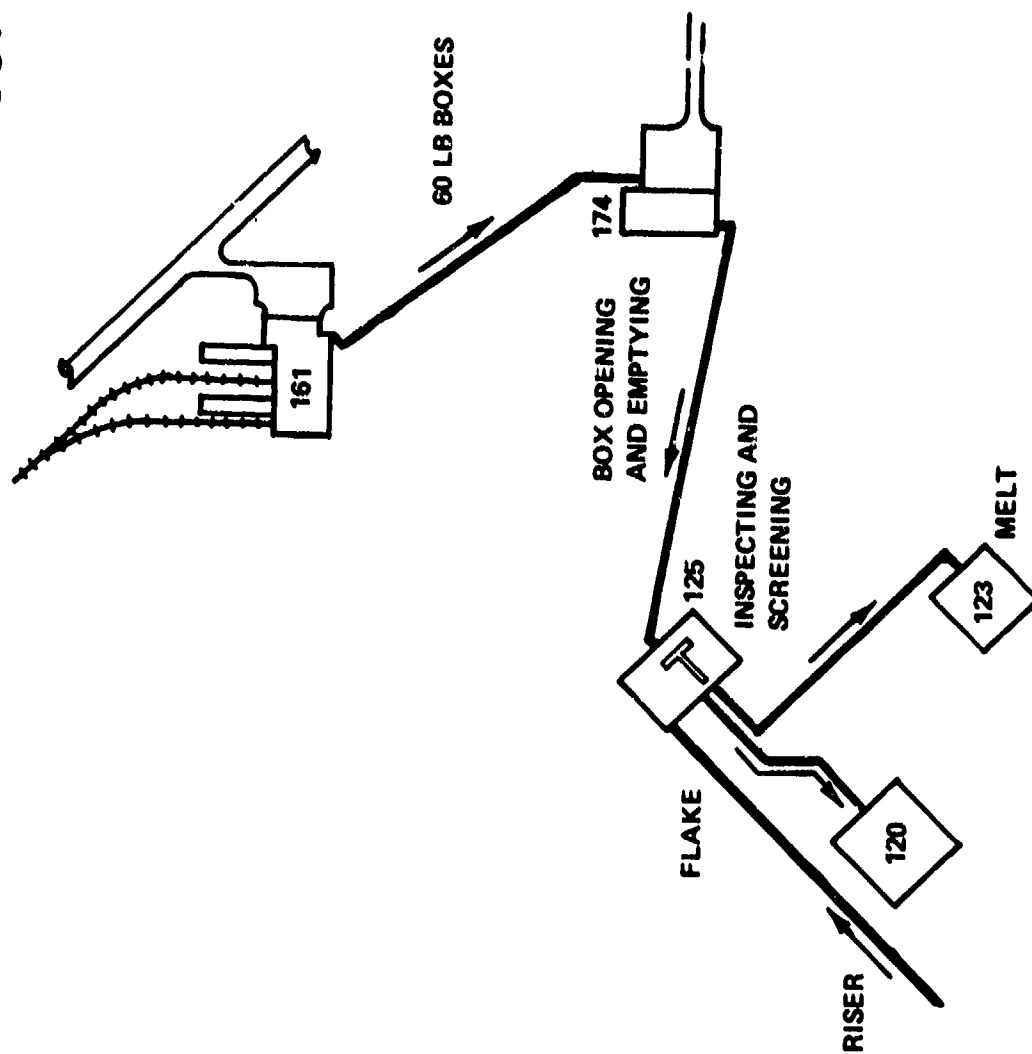 161
60 LB BOXES
174
BOX OPENING
AND EMPTYING
FLAKE
125
INSPECTING AND
SCREENING
RISER
120
123
MELT